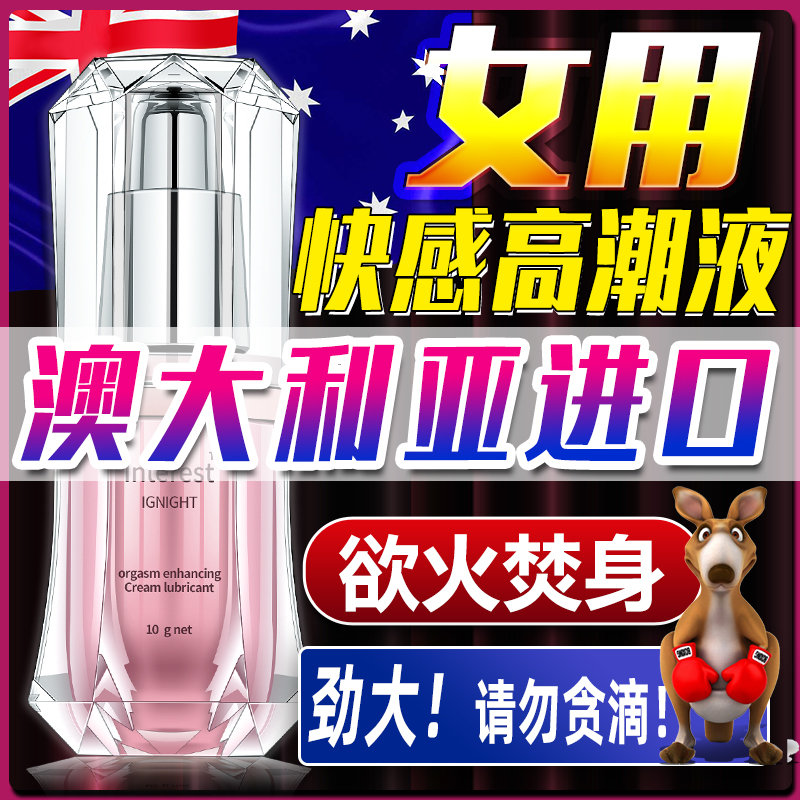 女用
快感高潮液
澳大利亚进口
Interest
IGNIGHT
orgasm enhancing
Cream lubricant
10 g net
欲火焚身
劲大！请勿贪滴！
BOXING